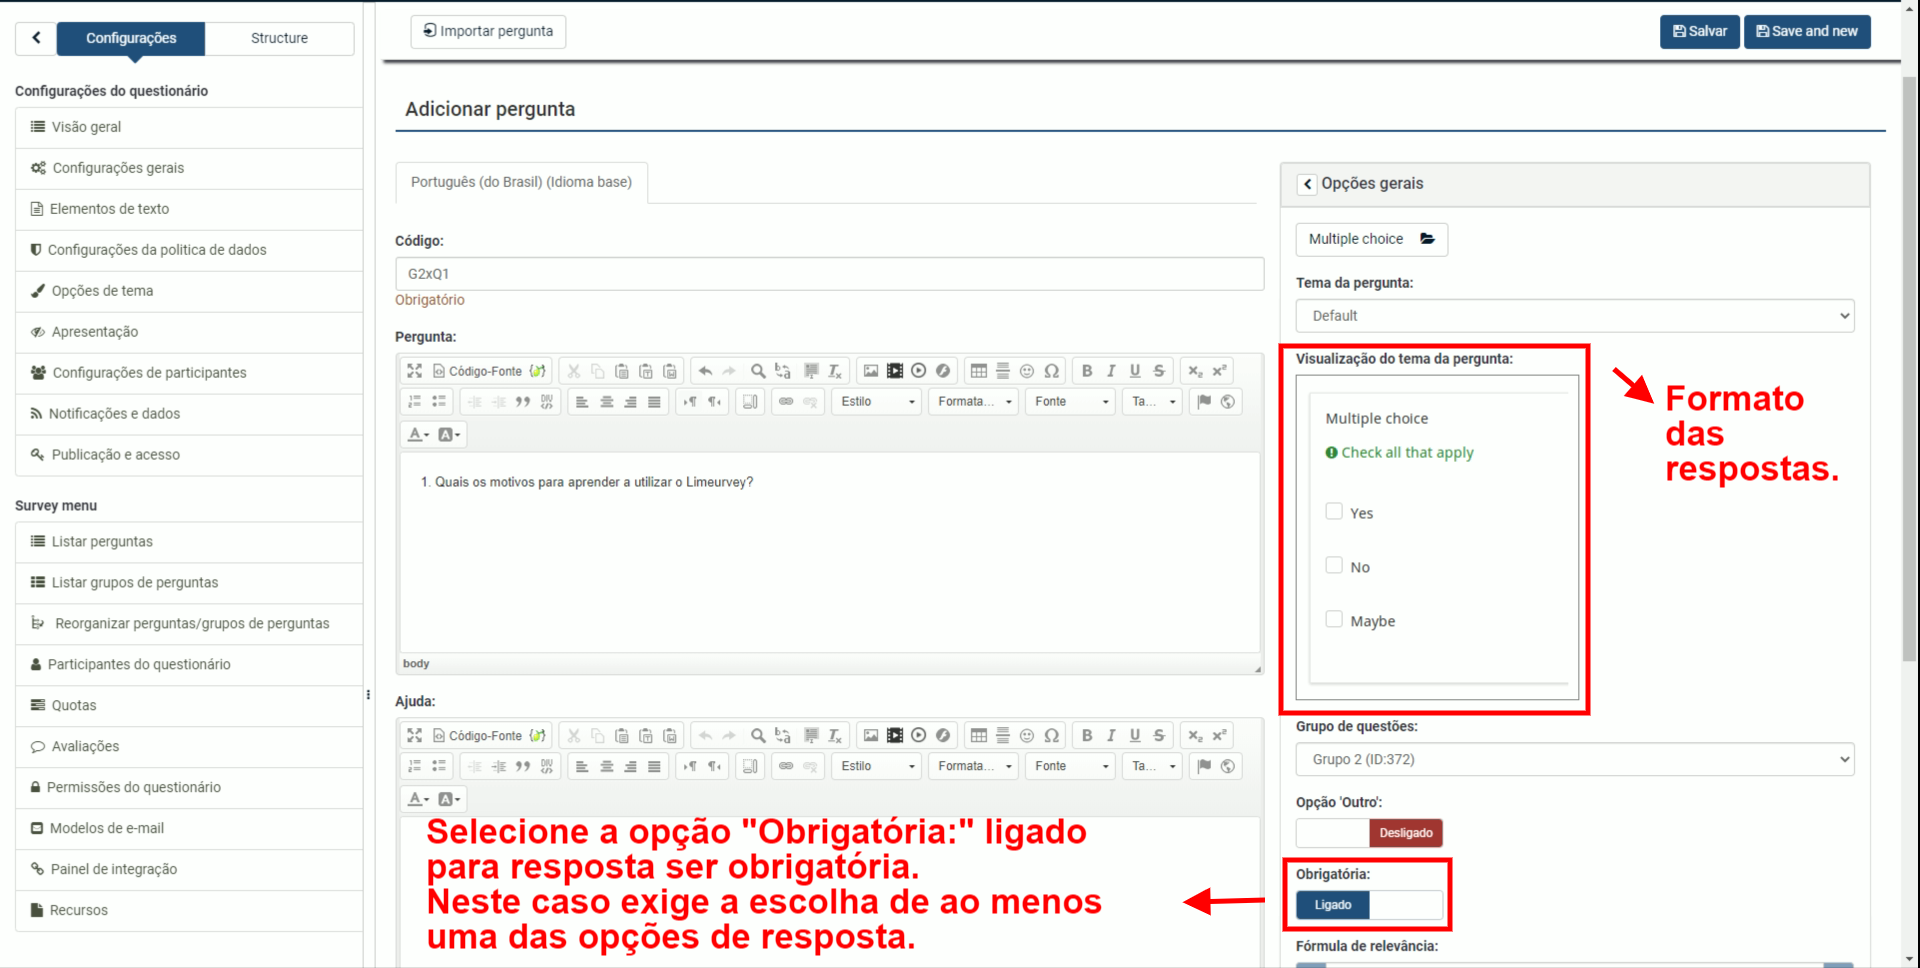 Configurações
Structure
Configurações do questionário
Visão geral
Configurações gerais
Elementos de texto
Configurações da politica de dados
Opções de tema
Apresentação
Configurações de participantes
Notificações e dados
Publicação e acesso
Survey menu
Listar perguntas
Listar grupos de perguntas
Reorganizar perguntas/grupos de perguntas
Participantes do questionário
Quotas
Avaliações
Permissões do questionário
Modelos de e-mail
Painel de integração
Recursos
Importar pergunta
Salvar
Save and new
Adicionar pergunta
Português (do Brasil) (Idioma base)
Código:
G2xQ1
Obrigatório
Pergunta:
Código-Fonte
Estilo
Formata...
Fonte
Ta...
1. Quais os motivos para aprender a utilizar o Limeurvey?
body
Ajuda:
Código-Fonte
Estilo
Formata...
Fonte
Ta...
Selecione a opção "Obrigatória:" ligado
para resposta ser obrigatória.
Neste caso exige a escolha de ao menos
uma das opções de resposta.
Opções gerais
Multiple choice
Tema da pergunta:
Default
Visualização do tema da pergunta:
Multiple choice
Check all that apply
Yes
No
Maybe
Formato
das
respostas.
Grupo de questões:
Grupo 2 (ID:372)
Opção 'Outro':
Desligado
Obrigatória:
Ligado
Fórmula de relevância: